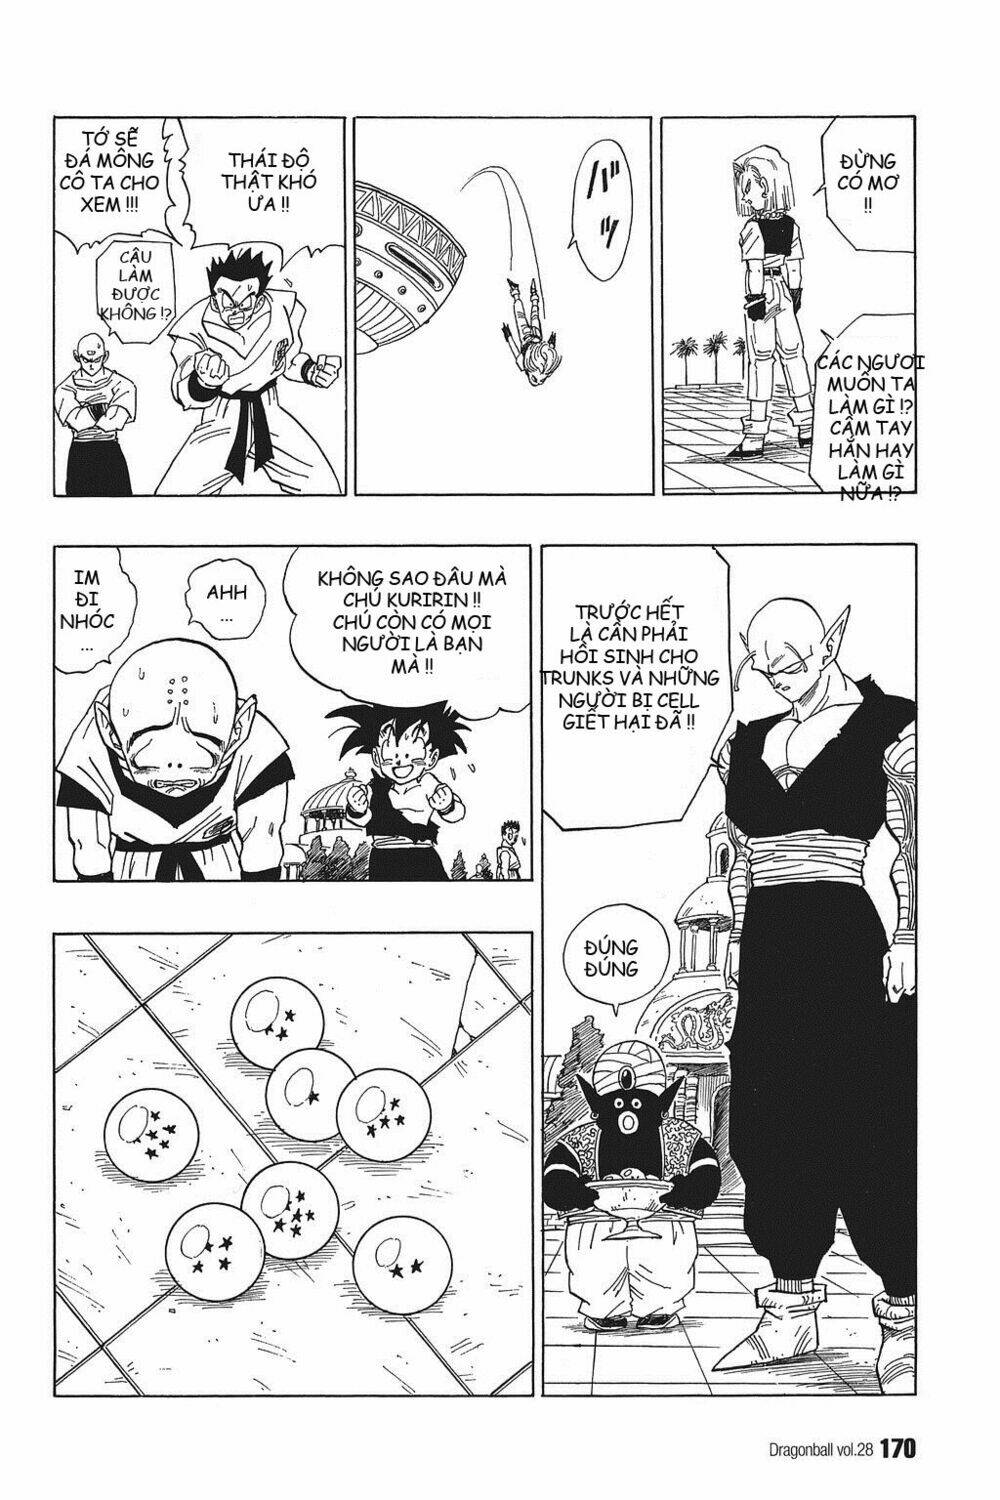 ĐỪNG
CÓ MƠ
!!
CÁC NGƯƠI
MUỐN TA
LÀM GÌ !?
CẦM TAY
HẮN HAY
LÀM GÌ
NỮA !?
バッ
THÁI ĐỘ
THẬT KHÓ
ƯA !!
TỚ SẼ
ĐÁ MÔNG
CÔ TA CHO
XEM !!!
CẬU
LÀM
ĐƯỢC
KHÔNG !?
TRƯỚC HẾT
LÀ CẦN PHẢI
HỒI SINH CHO
TRUNKS VÀ NHỮNG
NGƯỜI BỊ CELL
GIẾT HẠI ĐÃ !!
ĐÚNG
ĐÚNG
KHÔNG SAO ĐÂU MÀ
CHÚ KURIRIN !!
CHÚ CÒN CÓ MỌI
NGƯỜI LÀ BẠN
MÀ !!
AHH
...
IM
ĐI
NHÓC
...
Dragonball vol.28 170